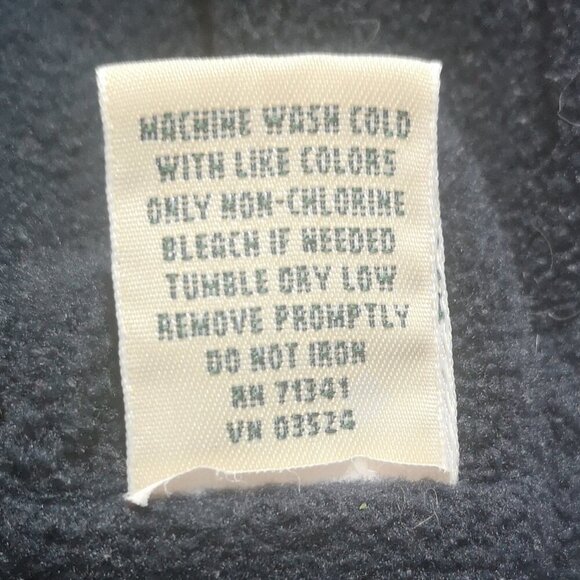 MACHINE WASH COLD
WITH LIKE COLORS
ONLY NON-CHLORINE
BLEACH IF NEEDED
TUMBLE DRY LOW
REMOVE PROMPTLY
DO NOT IRON
RN 71341
VN 03524